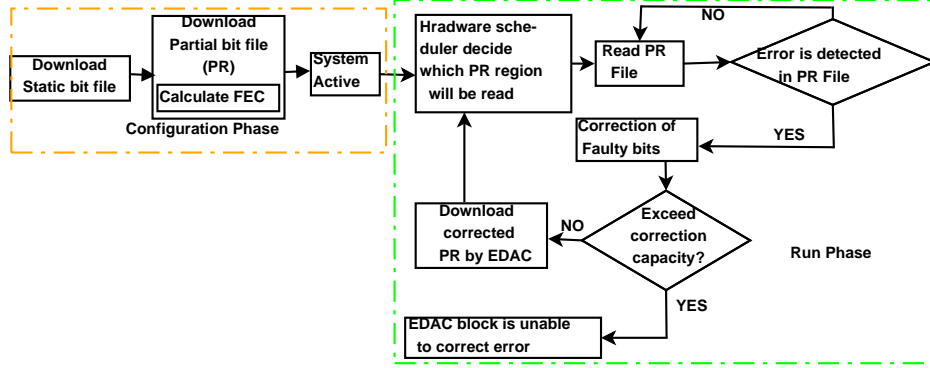 Download
Static bit file
Download
Partial bit file
(PR)
Calculate FEC
System
Active
Configuration Phase
Hradware sche-
duler decide
which PR region
will be read
Read PR
File
NO
Error is detected
in PR File
YES
Correction of
Faulty bits
Exceed
correction
capacity?
NO
Download
corrected
PR by EDAC
YES
EDAC block is unable
to correct error
Run Phase